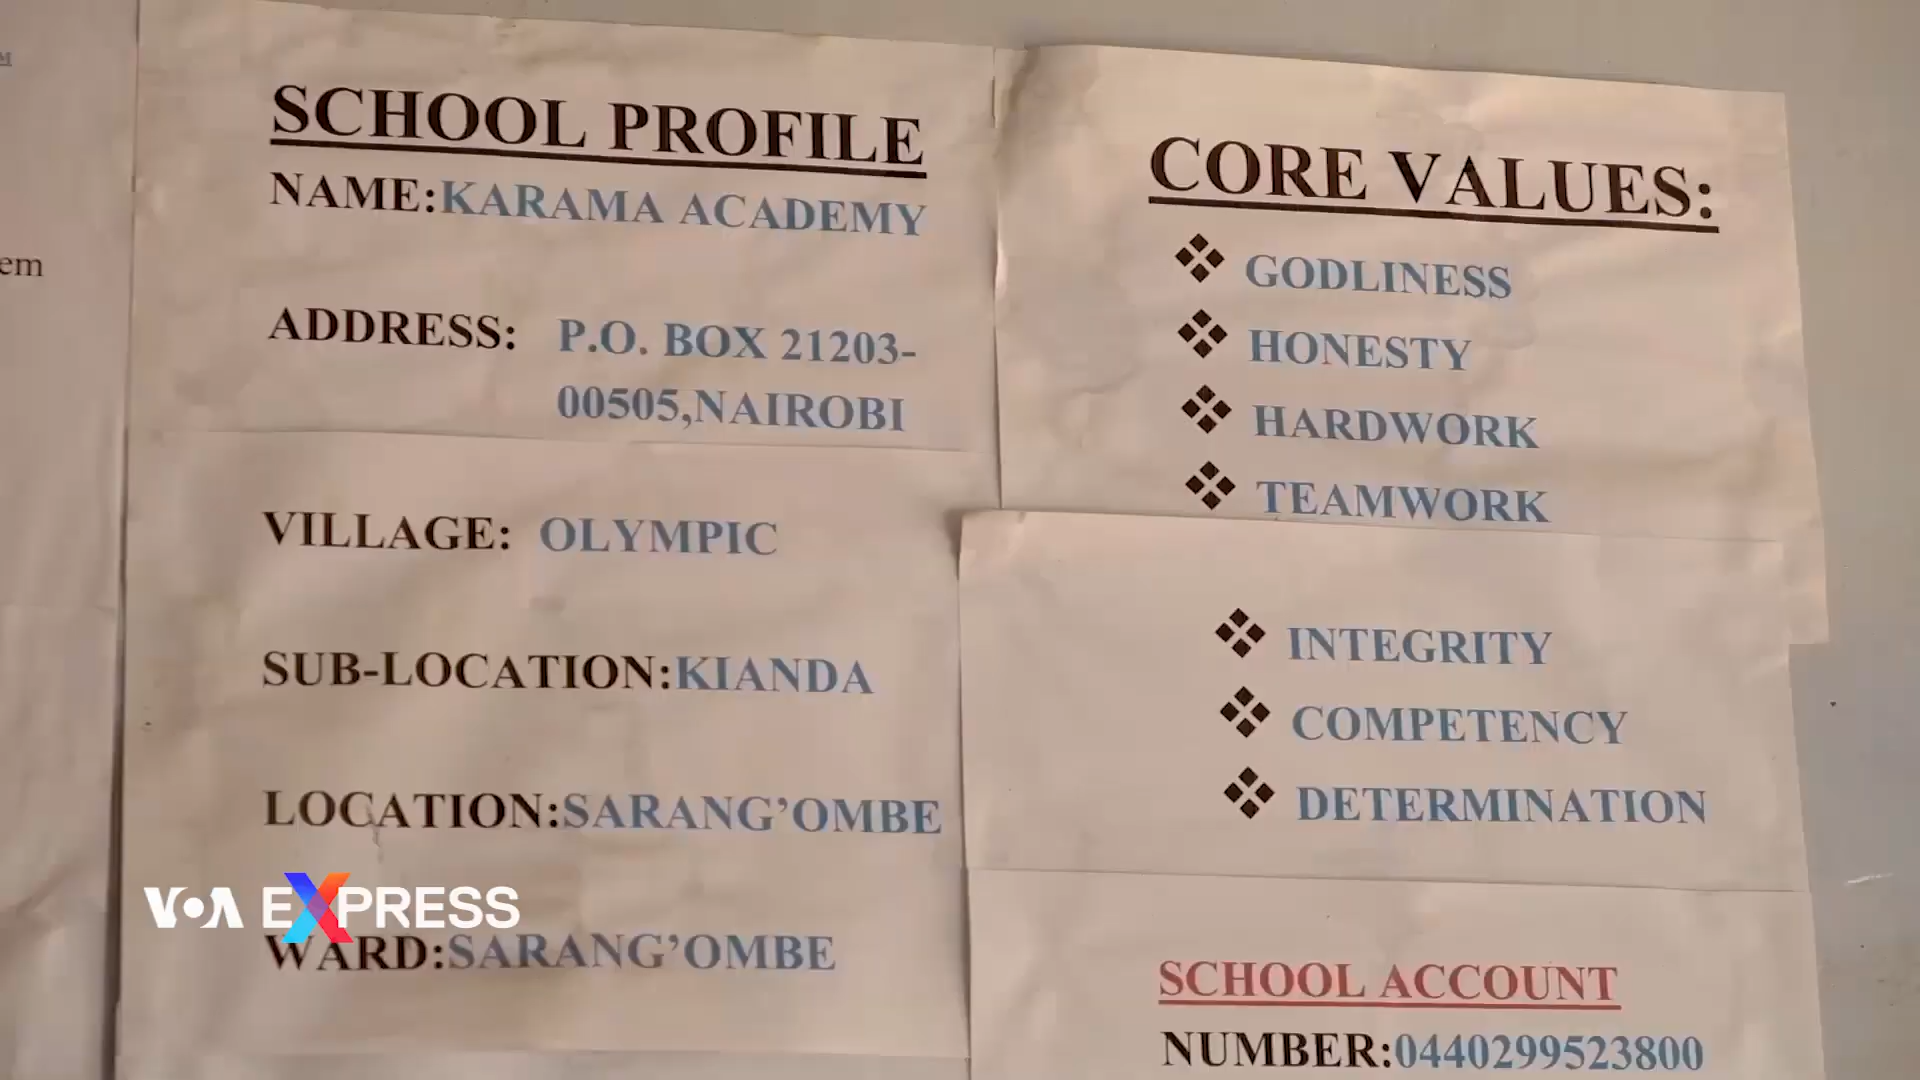 SCHOOL PROFILE
NAME:KARAMA ACADEMY
ADDRESS: P.O. BOX 21203-
00505,NAIROBI
VILLAGE: OLYMPIC
SUB-LOCATION:KIANDA
LOCATION:SARANG’OMBE
WARD:SARANG’OMBE
CORE VALUES:
❖ GODLINESS
❖ HONESTY
❖ HARDWORK
❖ TEAMWORK
❖ INTEGRITY
❖ COMPETENCY
❖ DETERMINATION
SCHOOL ACCOUNT
NUMBER:0440299523800
em
VOA EXPRESS